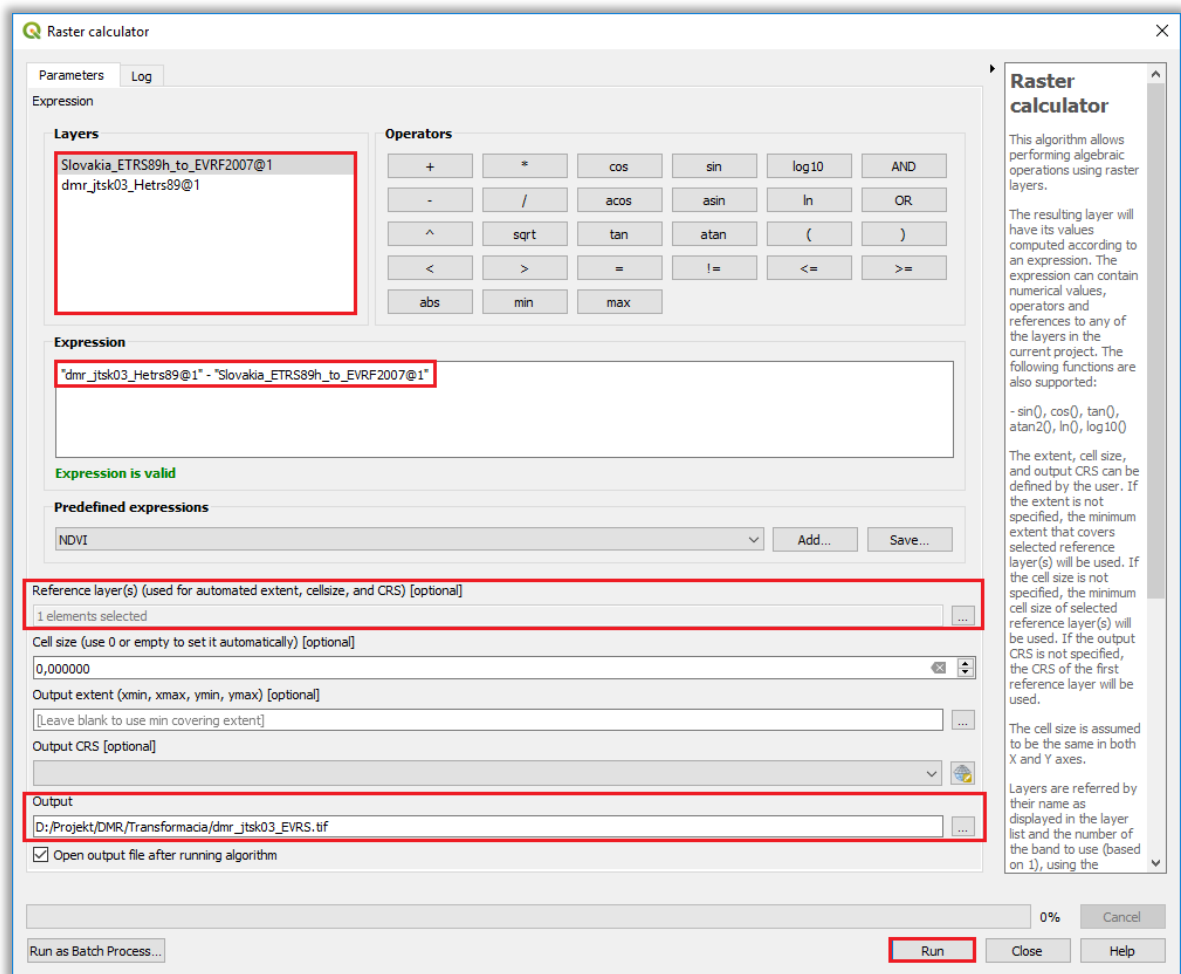 Raster calculator
Parameters
Log
Expression
Layers
Slovakia_ETRS89h_to_EVRF2007@1
dmr_jtsk03_Hetrs89@1
Operators
+ * cos sin log10 AND
- / acos asin ln OR
^ sqrt tan atan ( )
< > = != <= >=
abs min max
Expression
"dmr_jtsk03_Hetrs89@1" - "Slovakia_ETRS89h_to_EVRF2007@1"
Expression is valid
Predefined expressions
NDVI
Add...
Save...
Reference layer(s) (used for automated extent, cellsize, and CRS) [optional]
1 elements selected
...
Cell size (use 0 or empty to set it automatically) [optional]
0,000000
Output extent (xmin, xmax, ymin, ymax) [optional]
[Leave blank to use min covering extent]
...
Output CRS [optional]
Output
D:/Projekt/DMR/Transformacia/dmr_jtsk03_EVRS.tif
...
Open output file after running algorithm
Raster
calculator
This algorithm allows
performing algebraic
operations using raster
layers.
The resulting layer will
have its values
computed according to
an expression. The
expression can contain
numerical values,
operators and
references to any of
the layers in the
current project. The
following functions are
also supported:
- sin(), cos(), tan(),
atan2(), ln(), log10()
The extent, cell size,
and output CRS can be
defined by the user. If
the extent is not
specified, the minimum
extent that covers
selected reference
layer(s) will be used. If
the cell size is not
specified, the minimum
cell size of selected
reference layer(s) will
be used. If the output
CRS is not specified,
the CRS of the first
reference layer will be
used.
The cell size is assumed
to be the same in both
X and Y axes.
Layers are referred by
their name as
displayed in the layer
list and the number of
the band to use (based
on 1), using the
0%
Cancel
Run as Batch Process...
Run
Close
Help